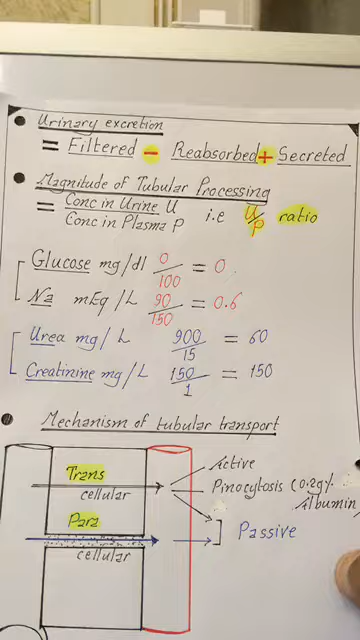 Urinary excretion
= Filtered - Reabsorbed + Secreted
Magnitude of Tubular Processing
= Conc in Urine U / Conc in Plasma P i.e U/P ratio
Glucose mg/dl 0/100 = 0
Na mEq/L 90/150 = 0.6
Urea mg/L 900/15 = 60
Creatinine mg/L 150/1 = 150
Mechanism of tubular transport
Trans
cellular
Active
Pinocytosis (0.2g%
Albumin
Para
cellular
Passive